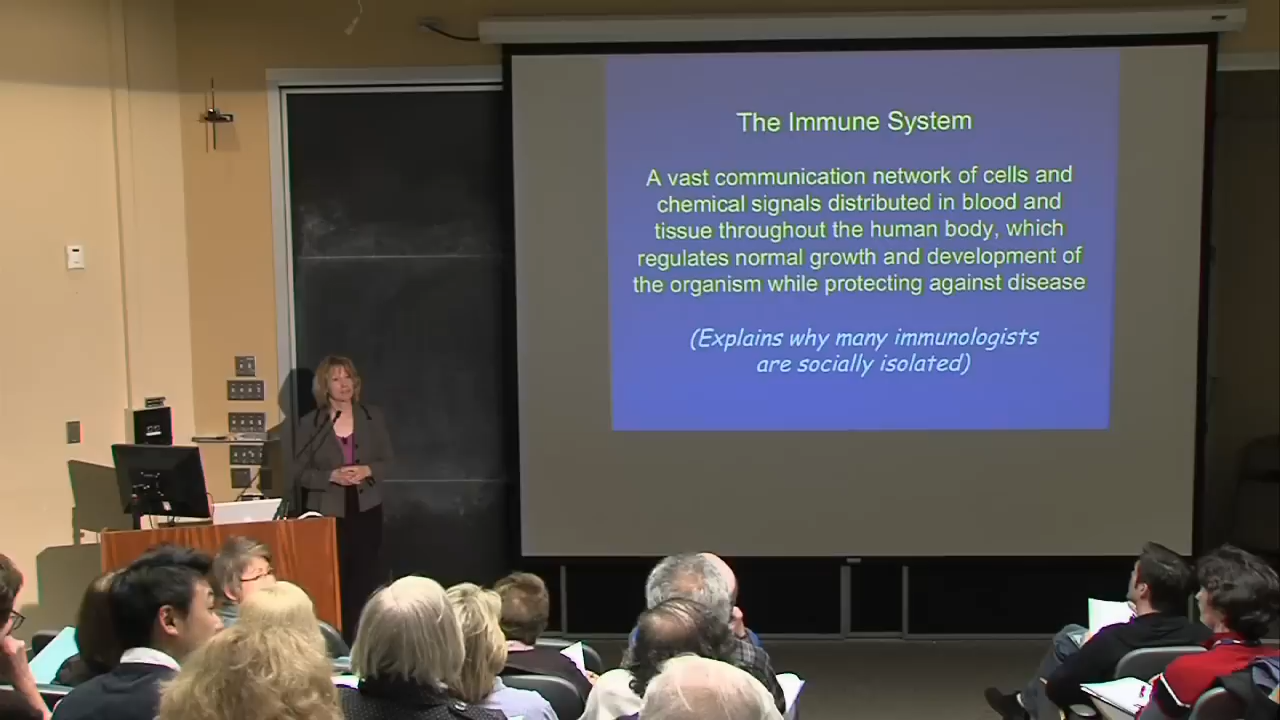 The Immune System
A vast communication network of cells and
chemical signals distributed in blood and
tissue throughout the human body, which
regulates normal growth and development of
the organism while protecting against disease
(Explains why many immunologists
are socially isolated)